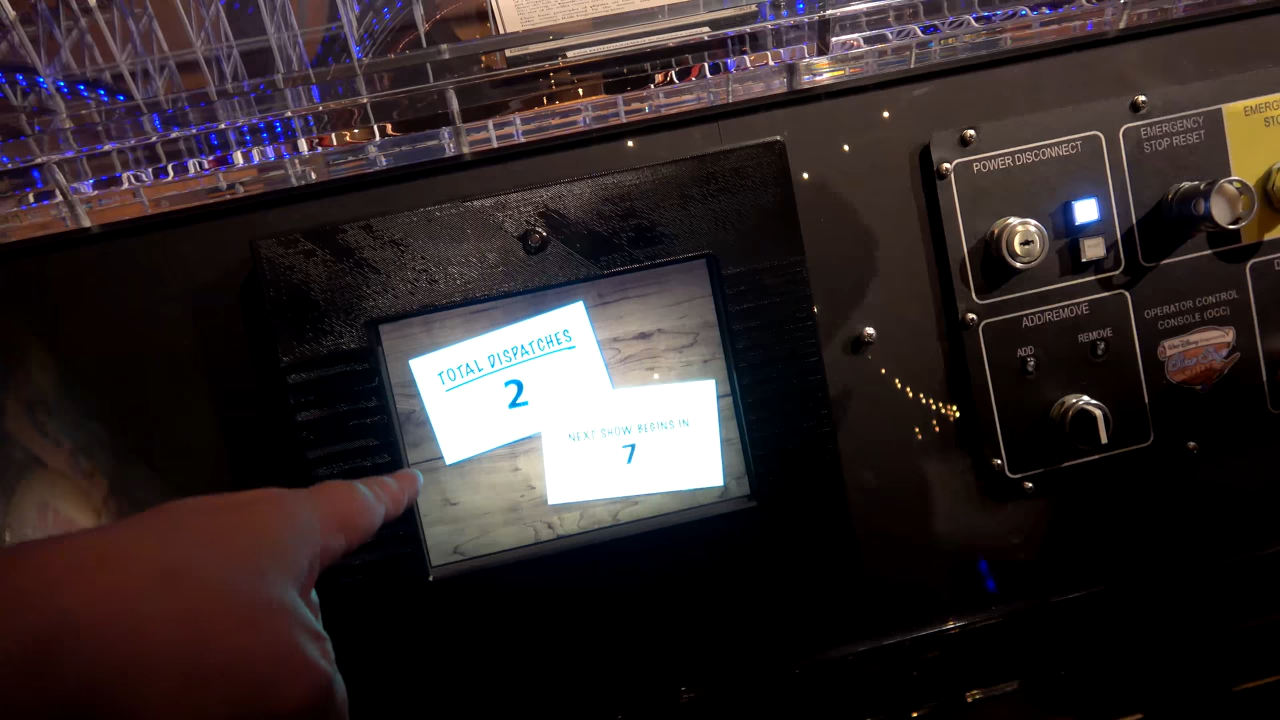 TOTAL DISPATCHES
2
NEXT SHOW BEGINS IN
7
POWER DISCONNECT
EMERGENCY
STOP RESET
ADD/REMOVE
ADD
REMOVE
OPERATOR CONTROL
CONSOLE (OCC)